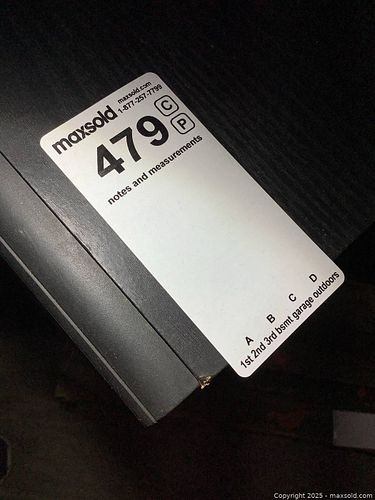 maxsold
maxsold.com
1-877-257-7799
479
C
P
notes and measurements
A B C D
1st 2nd 3rd bsmt garage outdoors
Copyright 2025 - maxsold.com